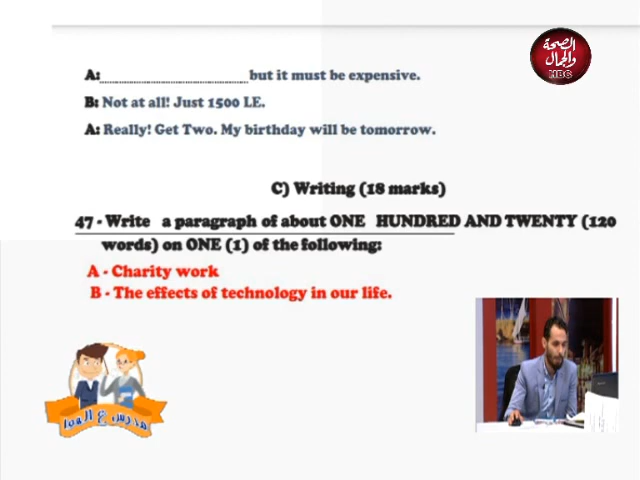 الصحة
والجمال
HBC
A: but it must be expensive.
B: Not at all! Just 1500 LE.
A: Really! Get Two. My birthday will be tomorrow.
C) Writing (18 marks)
47 - Write a paragraph of about ONE HUNDRED AND TWENTY (120
words) on ONE (1) of the following:
A - Charity work
B - The effects of technology in our life.
مدرس ع الهوا